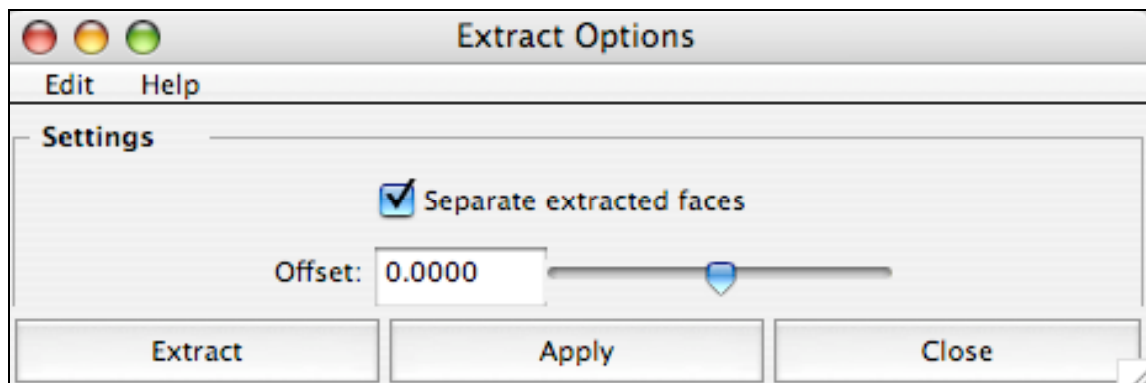 Extract Options
Edit Help
Settings
Separate extracted faces
Offset: 0.0000
Extract Apply Close